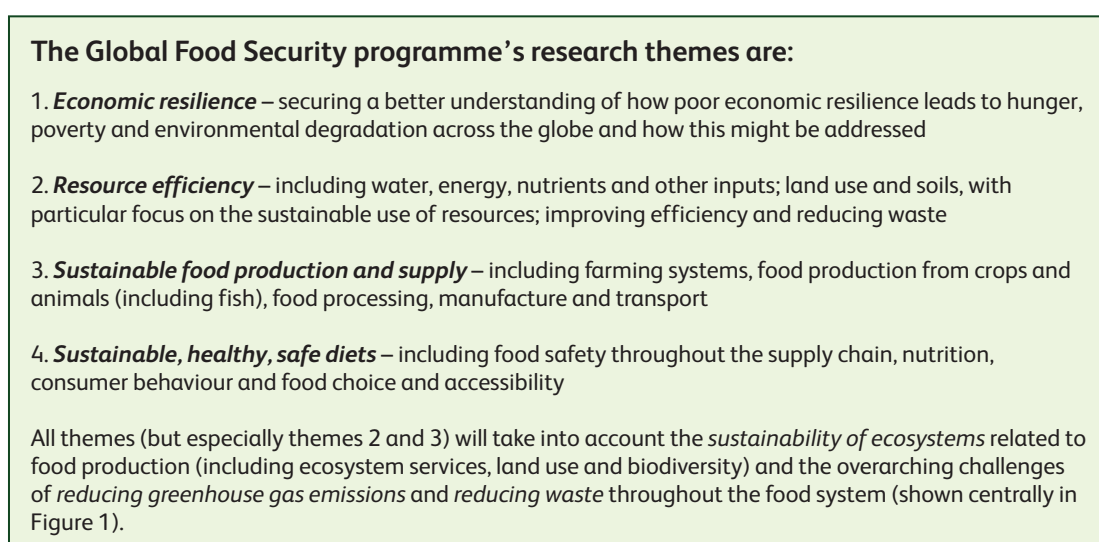 The Global Food Security programme’s research themes are:
1. Economic resilience – securing a better understanding of how poor economic resilience leads to hunger,
poverty and environmental degradation across the globe and how this might be addressed
2. Resource efficiency – including water, energy, nutrients and other inputs; land use and soils, with
particular focus on the sustainable use of resources; improving efficiency and reducing waste
3. Sustainable food production and supply – including farming systems, food production from crops and
animals (including fish), food processing, manufacture and transport
4. Sustainable, healthy, safe diets – including food safety throughout the supply chain, nutrition,
consumer behaviour and food choice and accessibility
All themes (but especially themes 2 and 3) will take into account the sustainability of ecosystems related to
food production (including ecosystem services, land use and biodiversity) and the overarching challenges
of reducing greenhouse gas emissions and reducing waste throughout the food system (shown centrally in
Figure 1).